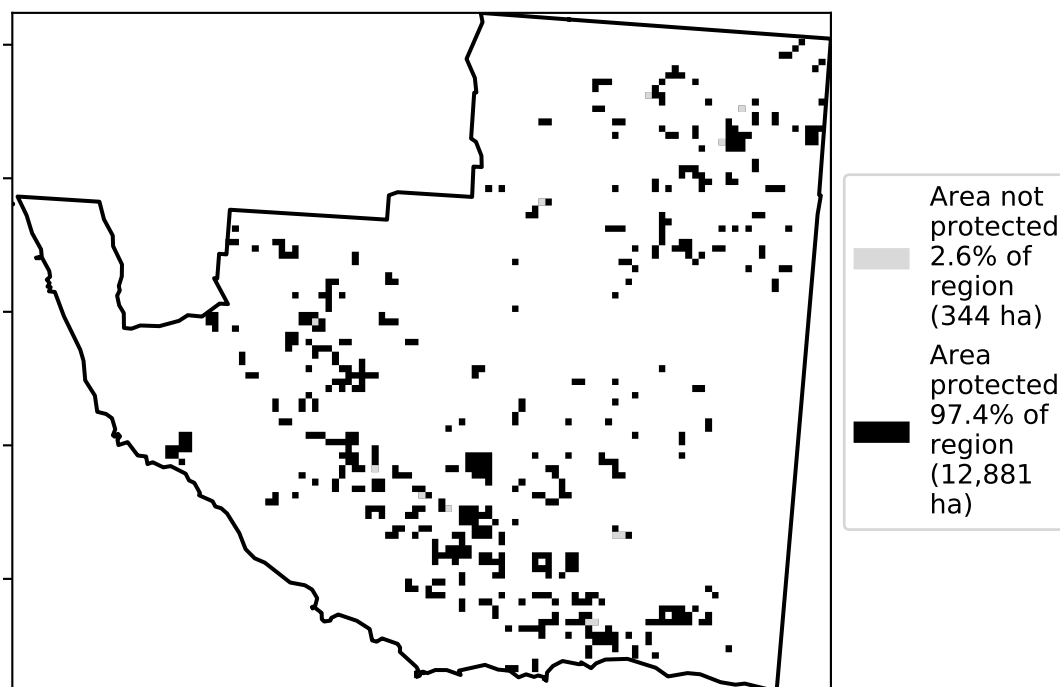 Area not
protected
2.6% of
region
(344 ha)
Area
protected
97.4% of
region
(12,881
ha)